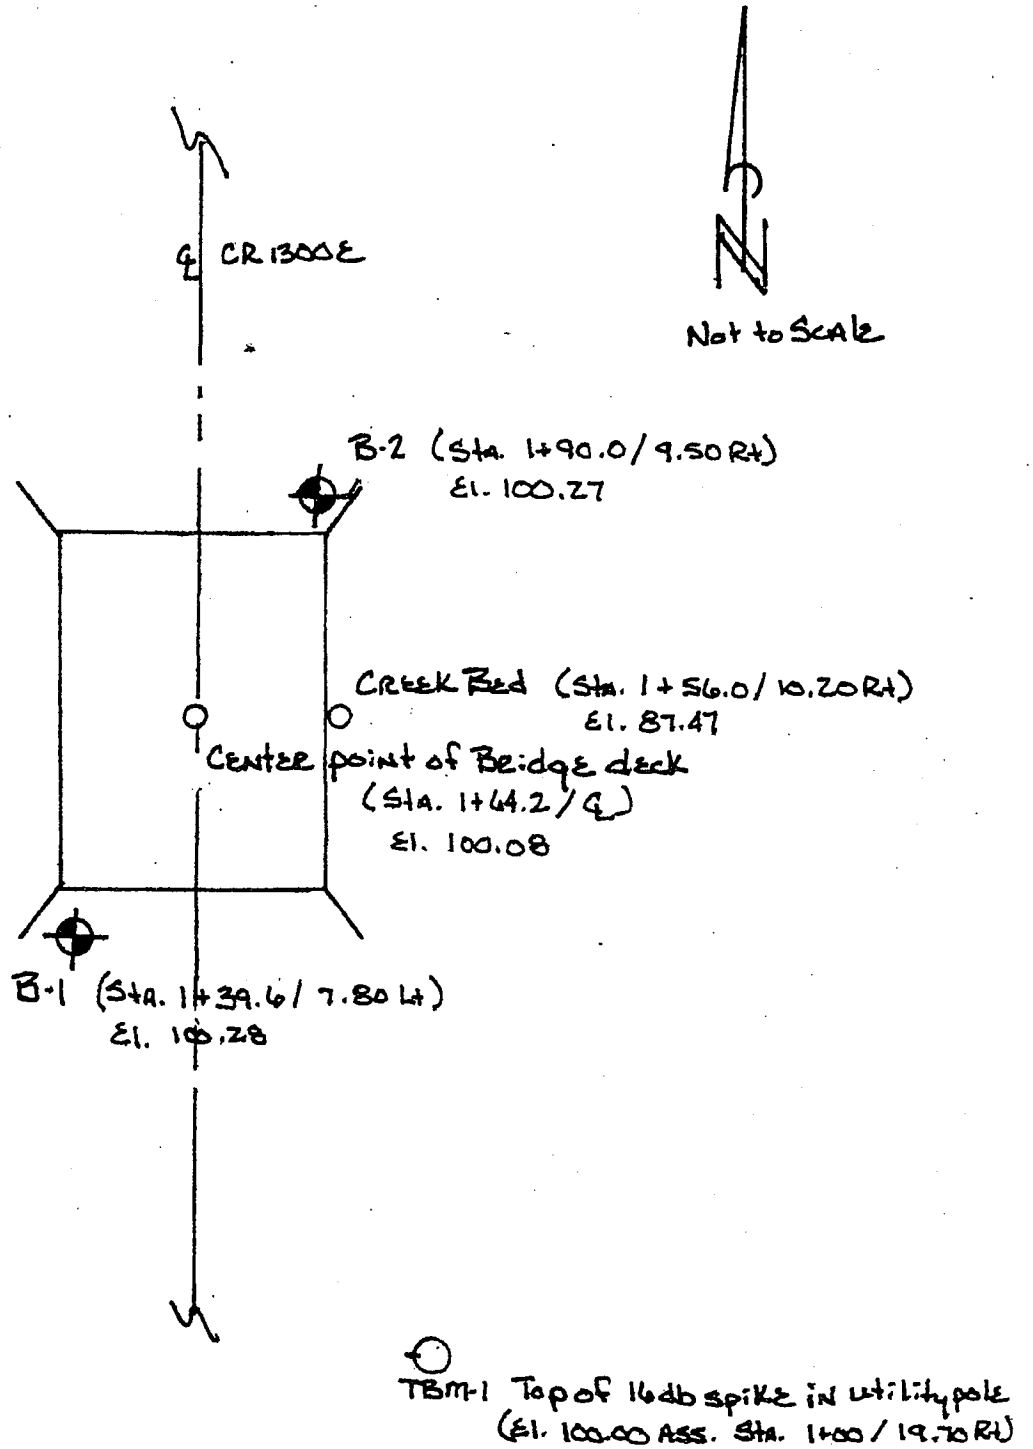 ℄ CR 1300E
N
Not to Scale
B-2 (Sta. 1+90.0/9.50 Rt)
El. 100.27
Creek Bed (Sta. 1+56.0/10.20 Rt)
El. 87.47
Center point of Bridge deck
(Sta. 1+64.2/℄)
El. 100.08
B-1 (Sta. 1+39.6/7.80 Lt)
El. 100.28
TBM-1 Top of 16db spike in utility pole
(El. 100.00 Ass. Sta. 1+00/19.70 Rt)